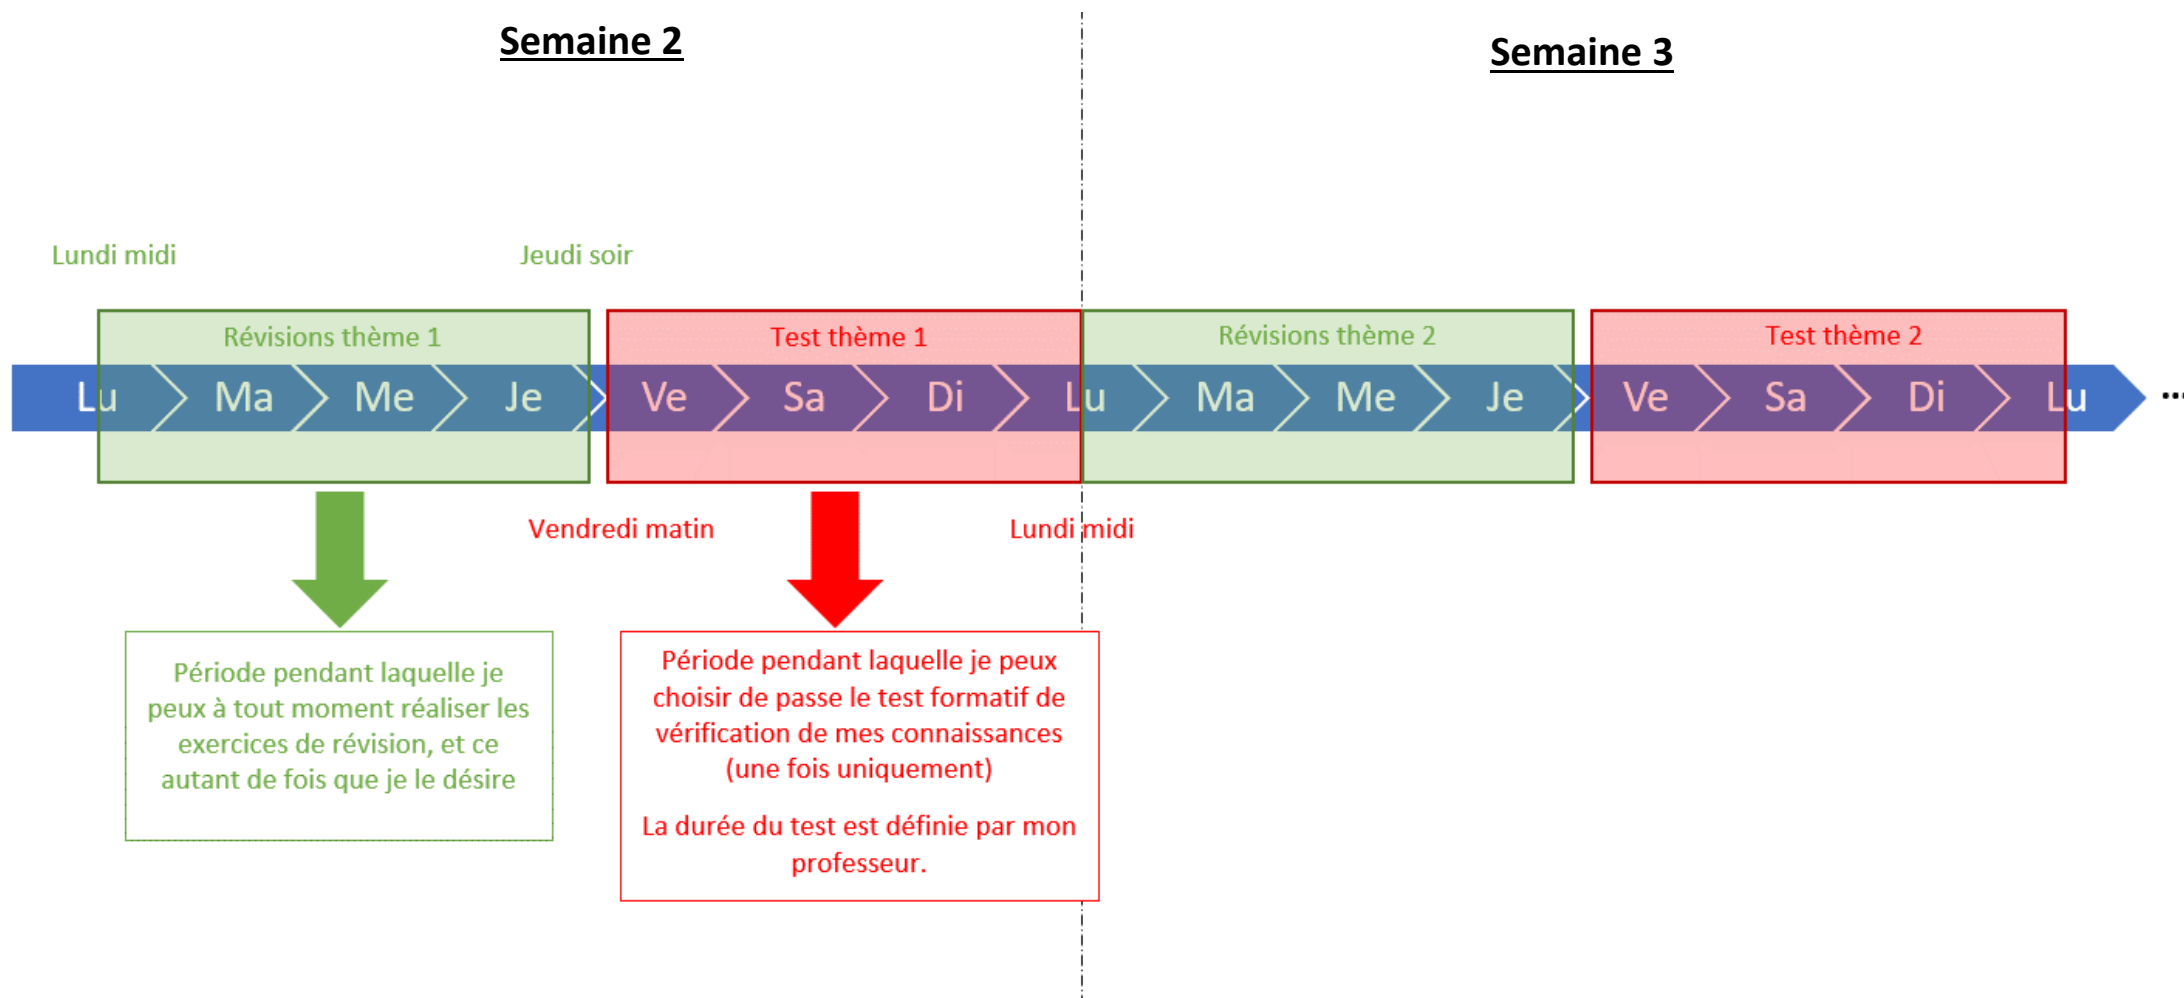 Semaine 2
Semaine 3
Lundi midi
Jeudi soir
Révisions thème 1
Test thème 1
Révisions thème 2
Test thème 2
Lu Ma Me Je Ve Sa Di Lu Ma Me Je Ve Sa Di Lu ...
Vendredi matin
Lundi midi
Période pendant laquelle je
peux à tout moment réaliser les
exercices de révision, et ce
autant de fois que je le désire
Période pendant laquelle je peux
choisir de passe le test formatif de
vérification de mes connaissances
(une fois uniquement)
La durée du test est définie par mon
professeur.